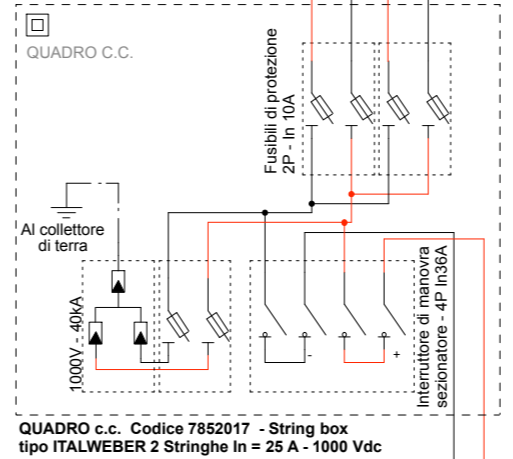 QUADRO C.C.
Fusibili di protezione
2P - In 10A
Al collettore
di terra
1000V - 40kA
Interruttore di manovra
sezionatore - 4P In36A
-
+
QUADRO c.c. Codice 7852017 - String box
tipo ITALWEBER 2 Stringhe In = 25 A - 1000 Vdc